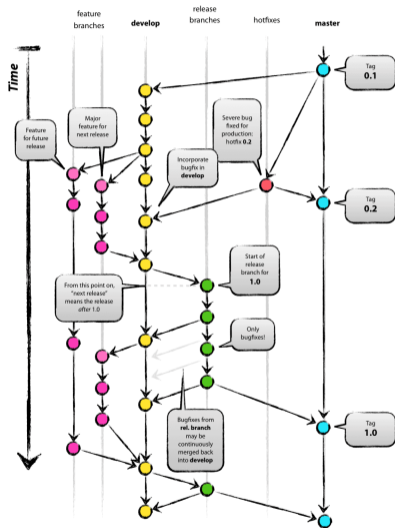 feature
branches
develop
release
branches
hotfixes
master
Time
Tag
0.1
Feature
for future
release
Major
feature for
next release
Severe bug
fixed for
production:
hotfix 0.2
Incorporate
bugfix in
develop
Tag
0.2
Start of
release
branch for
1.0
From this point on,
"next release"
means the release
after 1.0
Only
bugfixes!
Tag
1.0
Bugfixes from
rel. branch
may be
continuously
merged back
into develop